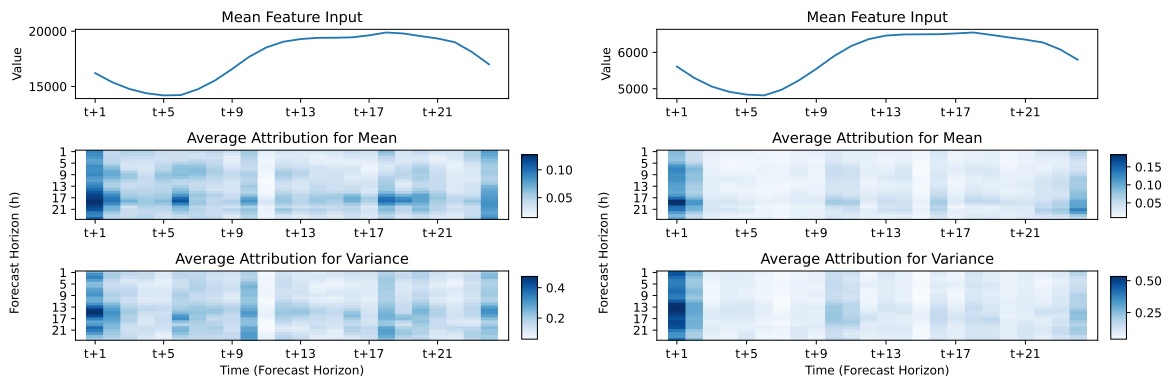 Mean Feature Input
Value
20000
15000
t+1 t+5 t+9 t+13 t+17 t+21
Average Attribution for Mean
1
5
9
13
17
21
0.10
0.05
t+1 t+5 t+9 t+13 t+17 t+21
Forecast Horizon (h)
Average Attribution for Variance
1
5
9
13
17
21
0.4
0.2
t+1 t+5 t+9 t+13 t+17 t+21
Time (Forecast Horizon)
Mean Feature Input
Value
6000
5000
t+1 t+5 t+9 t+13 t+17 t+21
Average Attribution for Mean
1
5
9
13
17
21
0.15
0.10
0.05
t+1 t+5 t+9 t+13 t+17 t+21
Forecast Horizon (h)
Average Attribution for Variance
1
5
9
13
17
21
0.50
0.25
t+1 t+5 t+9 t+13 t+17 t+21
Time (Forecast Horizon)